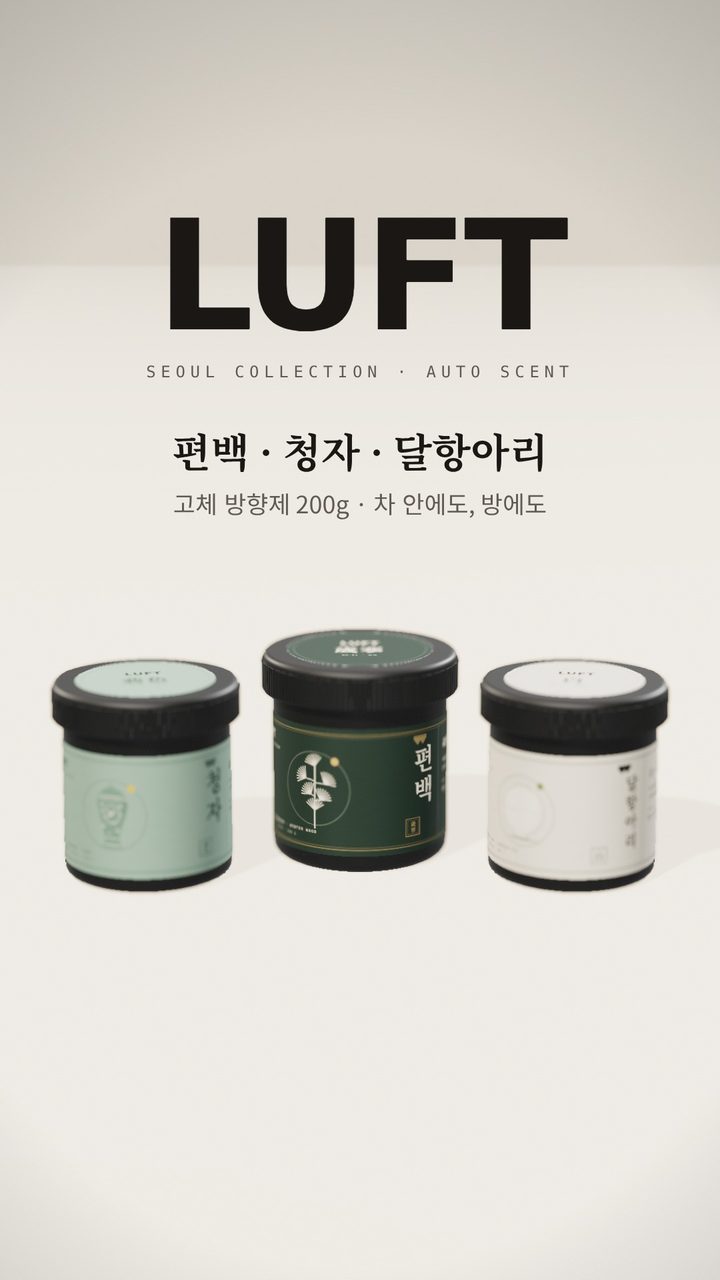 LUFT
SEOUL COLLECTION · AUTO SCENT
편백 · 청자 · 달항아리
고체 방향제 200g · 차 안에도, 방에도
LUFT
LUFT
LUFT
청자
편백
달항아리